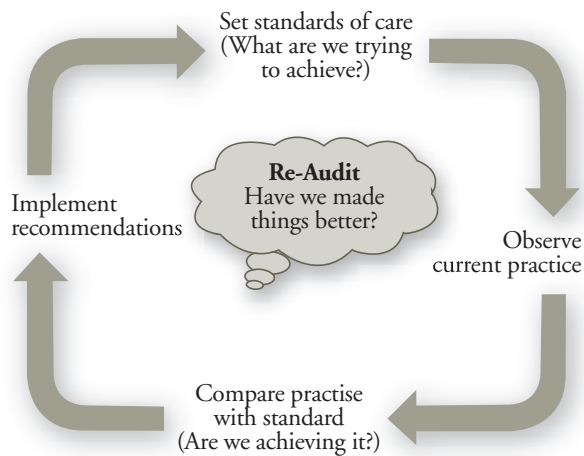 Set standards of care
(What are we trying
to achieve?)
Re-Audit
Have we made
things better?
Implement
recommendations
Observe
current practice
Compare practise
with standard
(Are we achieving it?)